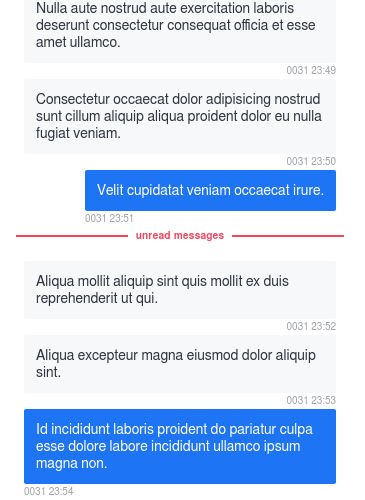 Nulla aute nostrud aute exercitation laboris
deserunt consectetur consequat officia et esse
amet ullamco.
0031 23:49
Consectetur occaecat dolor adipisicing nostrud
sunt cillum aliquip aliqua proident dolor eu nulla
fugiat veniam.
0031 23:50
Velit cupidatat veniam occaecat irure.
0031 23:51
unread messages
Aliqua mollit aliquip sint quis mollit ex duis
reprehenderit ut qui.
0031 23:52
Aliqua excepteur magna eiusmod dolor aliquip
sint.
0031 23:53
Id incididunt laboris proident do pariatur culpa
esse dolore labore incididunt ullamco ipsum
magna non.
0031 23:54